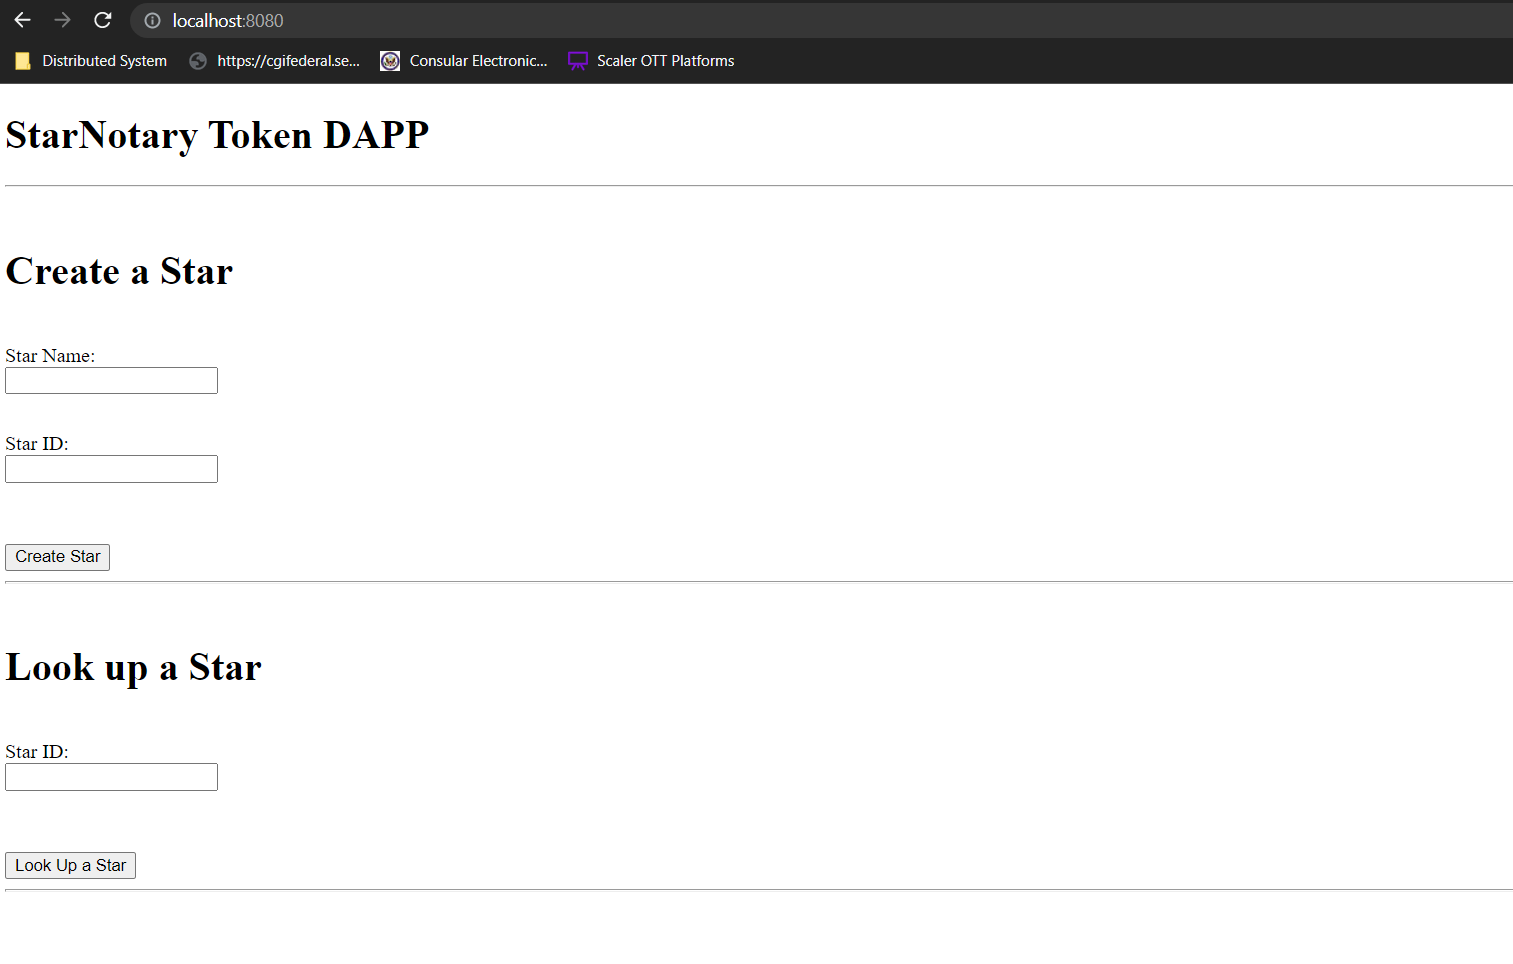 localhost:8080
Distributed System https://cgifederal.se... Consular Electronic... Scaler OTT Platforms
StarNotary Token DAPP
Create a Star
Star Name:
Star ID:
Create Star
Look up a Star
Star ID:
Look Up a Star